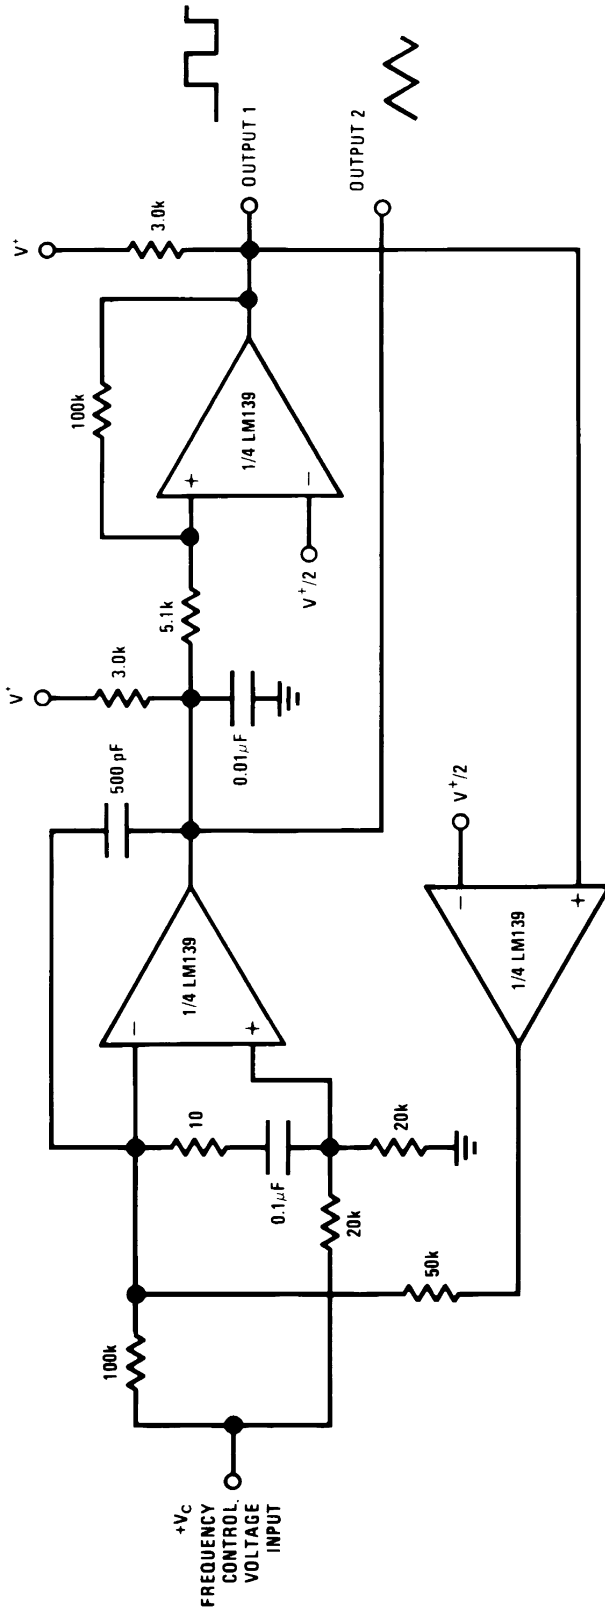 +VC
FREQUENCY
CONTROL.
VOLTAGE
INPUT
100k
50k
20k
20k
10
0.1µF
−
+
1/4 LM139
500 pF
V+
3.0k
0.01µF
5.1k
100k
+
−
1/4 LM139
V+/2
V+
3.0k
OUTPUT 1
OUTPUT 2
V+/2
−
+
1/4 LM139